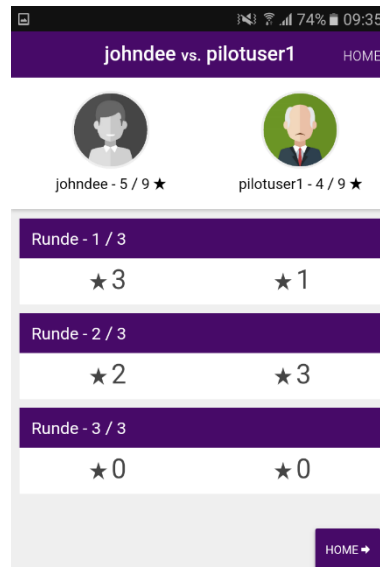 74% 09:35
johndee vs. pilotuser1 HOME
johndee - 5 / 9 ★ pilotuser1 - 4 / 9 ★
Runde - 1 / 3
★ 3 ★ 1
Runde - 2 / 3
★ 2 ★ 3
Runde - 3 / 3
★ 0 ★ 0
HOME ➡